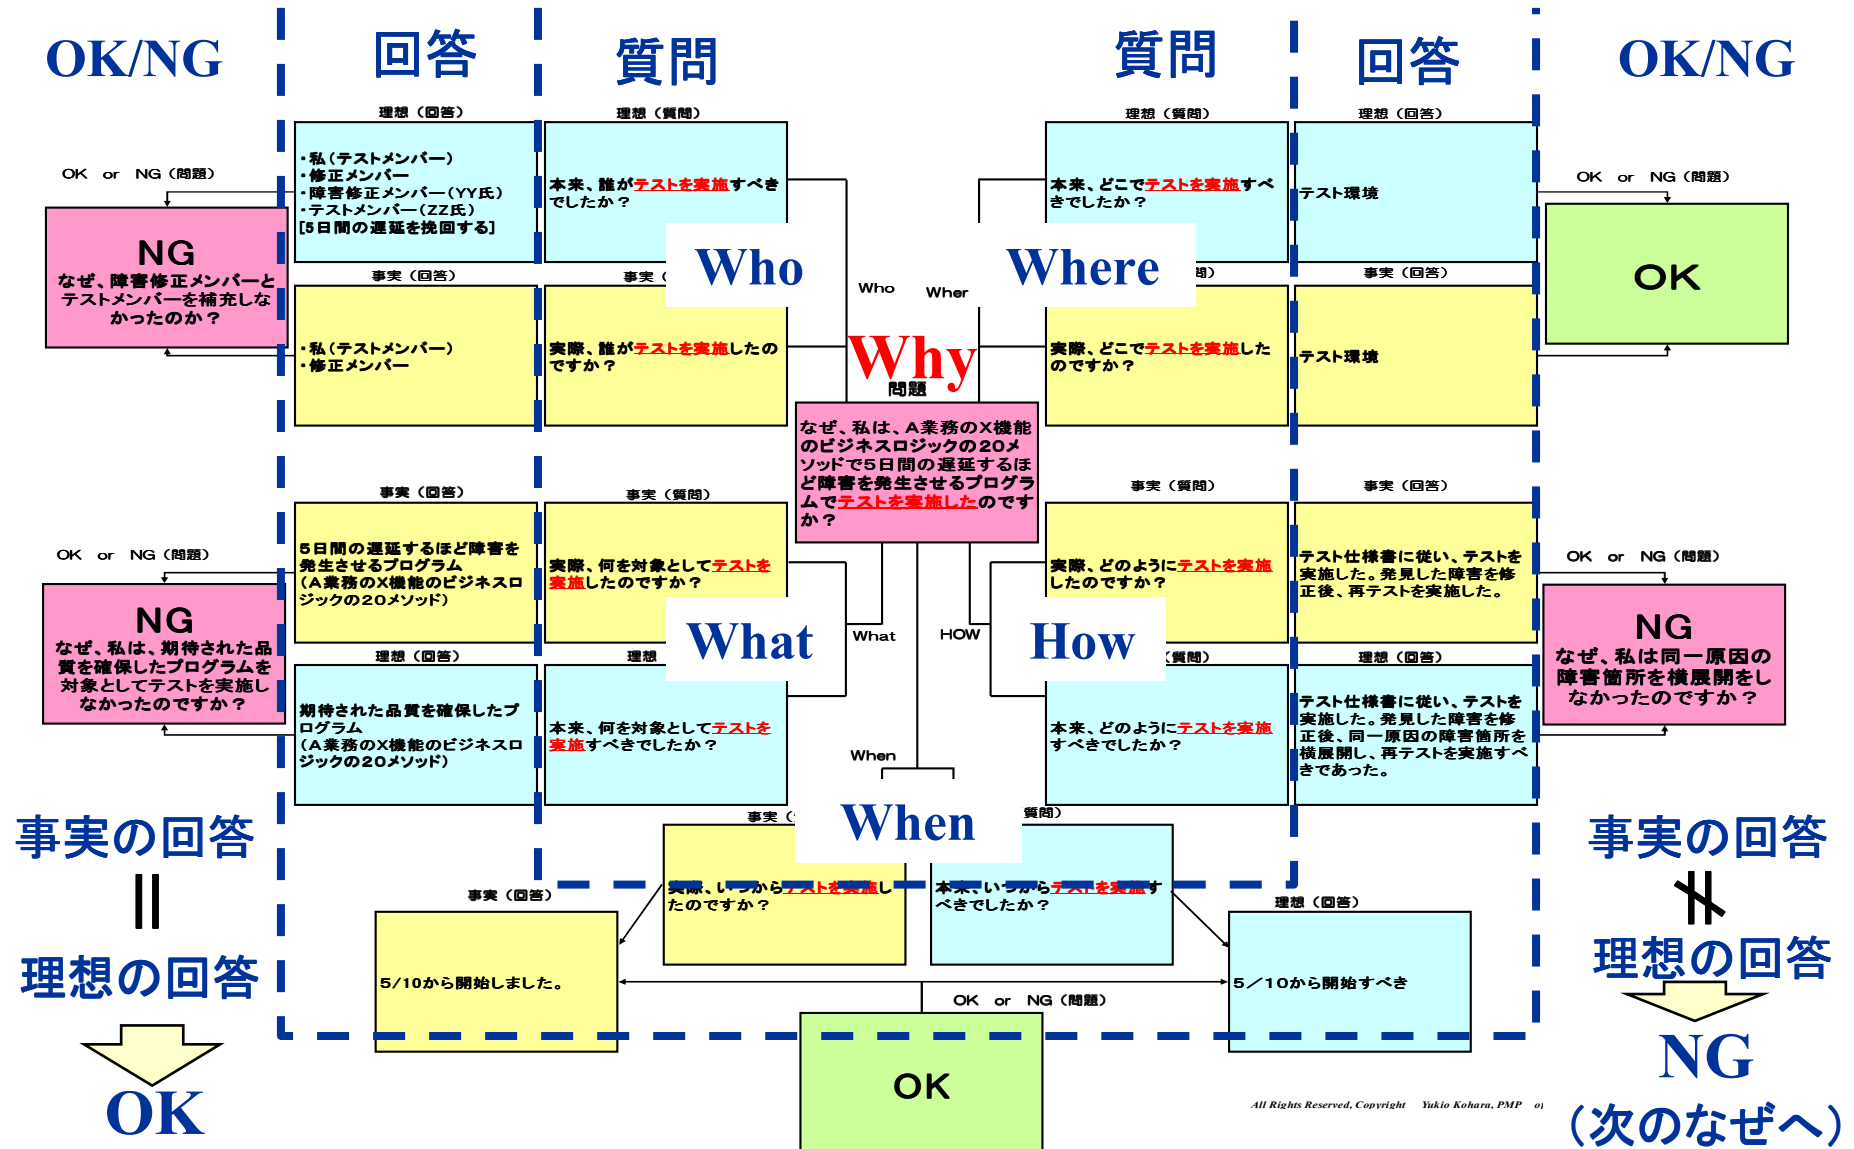 OK/NG
回答
質問
質問
回答
OK/NG
理想（回答）
・私（テストメンバー）
・修正メンバー
・障害修正メンバー（YY氏）
・テストメンバー（ZZ氏）
[5日間の遅延を挽回する]
理想（質問）
本来、誰がテストを実施すべき
でしたか？
OK or NG（問題）
NG
なぜ、障害修正メンバーと
テストメンバーを補充しな
かったのか？
事実（回答）
・私（テストメンバー）
・修正メンバー
事実（
実際、誰がテストを実施したの
ですか？
Who
Who
理想（質問）
本来、どこでテストを実施すべ
きでしたか？
理想（回答）
テスト環境
OK or NG（問題）
OK
Where
Wher
問）
実際、どこでテストを実施した
のですか？
事実（回答）
テスト環境
Why
問題
なぜ、私は、A業務のX機能
のビジネスロジックの20メ
ソッドで5日間の遅延するほ
ど障害を発生させるプログラ
ムでテストを実施したのです
か？
事実（回答）
5日間の遅延するほど障害を
発生させるプログラム
（A業務のX機能のビジネスロ
ジックの20メソッド）
事実（質問）
実際、何を対象としてテストを
実施したのですか？
OK or NG（問題）
NG
なぜ、私は、期待された品
質を確保したプログラムを
対象としてテストを実施し
なかったのですか？
What
What
理想（回答）
期待された品質を確保したプ
ログラム
（A業務のX機能のビジネスロ
ジックの20メソッド）
理想
本来、何を対象としてテストを
実施すべきでしたか？
事実（質問）
実際、どのようにテストを実施
したのですか？
事実（回答）
テスト仕様書に従い、テストを
実施した。発見した障害を修
正後、再テストを実施した。
OK or NG（問題）
NG
なぜ、私は同一原因の
障害箇所を横展開をし
なかったのですか？
HOW
How
（質問）
本来、どのようにテストを実施
すべきでしたか？
理想（回答）
テスト仕様書に従い、テストを
実施した。発見した障害を修
正後、同一原因の障害箇所を
横展開し、再テストを実施すべ
きであった。
When
When
事実（
実際、いつからテストを実施し
たのですか？
質問）
本来、いつからテストを実施す
べきでしたか？
事実（回答）
5/10から開始しました。
理想（回答）
5／10から開始すべき
OK or NG（問題）
OK
事実の回答
||
理想の回答
OK
事実の回答
理想の回答
NG
（次のなぜへ）
All Rights Reserved, Copyright Yukio Kohara, PMP of